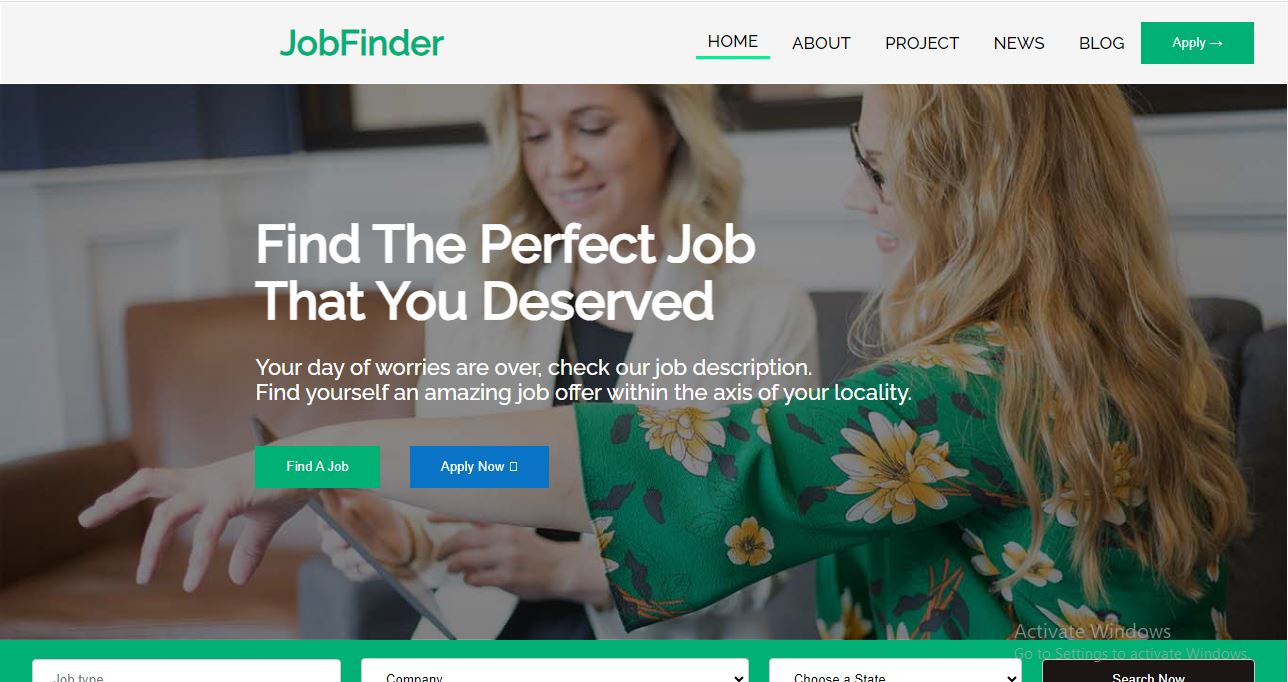 JobFinder
HOME ABOUT PROJECT NEWS BLOG Apply →
Find The Perfect Job
That You Deserved
Your day of worries are over, check our job description.
Find yourself an amazing job offer within the axis of your locality.
Find A Job Apply Now
Activate Windows
Go to Settings to activate Windows.
Job type Company Choose a State Search Now